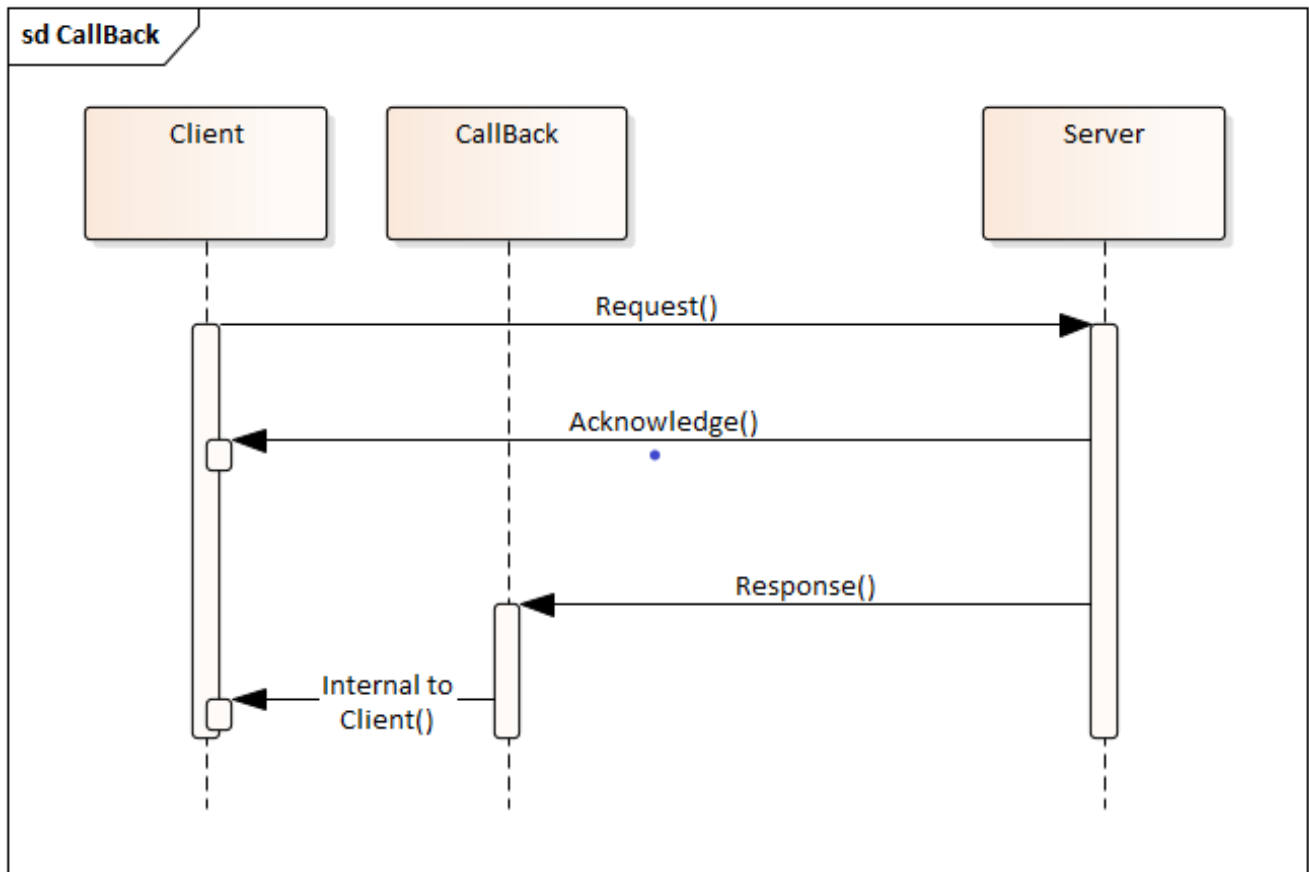 sd CallBack
Client
CallBack
Server
Request()
Acknowledge()
Response()
Internal to
Client()